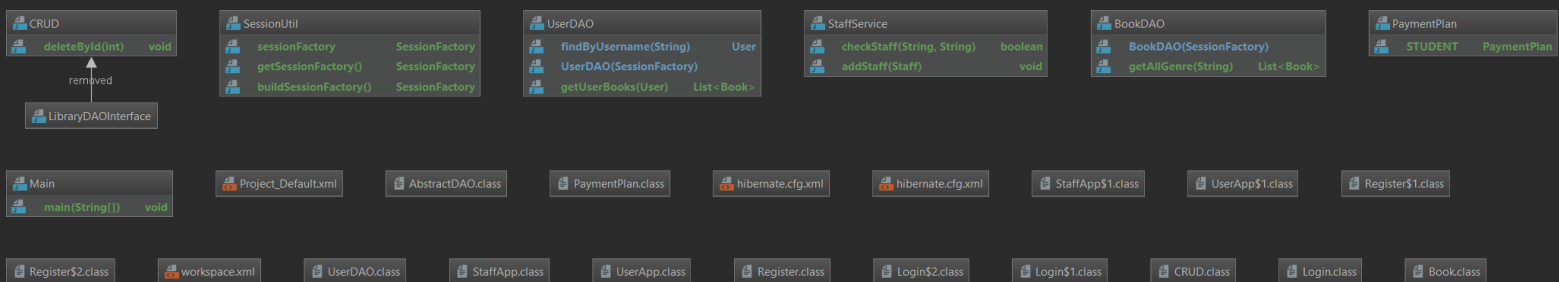 CRUD
deleteById(int) void
removed
LibraryDAOInterface
SessionUtil
sessionFactory SessionFactory
getSessionFactory() SessionFactory
buildSessionFactory() SessionFactory
UserDAO
findByUsername(String) User
UserDAO(SessionFactory)
getUserBooks(User) List<Book>
StaffService
checkStaff(String, String) boolean
addStaff(Staff) void
BookDAO
BookDAO(SessionFactory)
getAllGenre(String) List<Book>
PaymentPlan
STUDENT PaymentPlan
Main
main(String[]) void
Project_Default.xml
AbstractDAO.class
PaymentPlan.class
hibernate.cfg.xml
hibernate.cfg.xml
StaffApp$1.class
UserApp$1.class
Register$1.class
Register$2.class
workspace.xml
UserDAO.class
StaffApp.class
UserApp.class
Register.class
Login$2.class
Login$1.class
CRUD.class
Login.class
Book.class